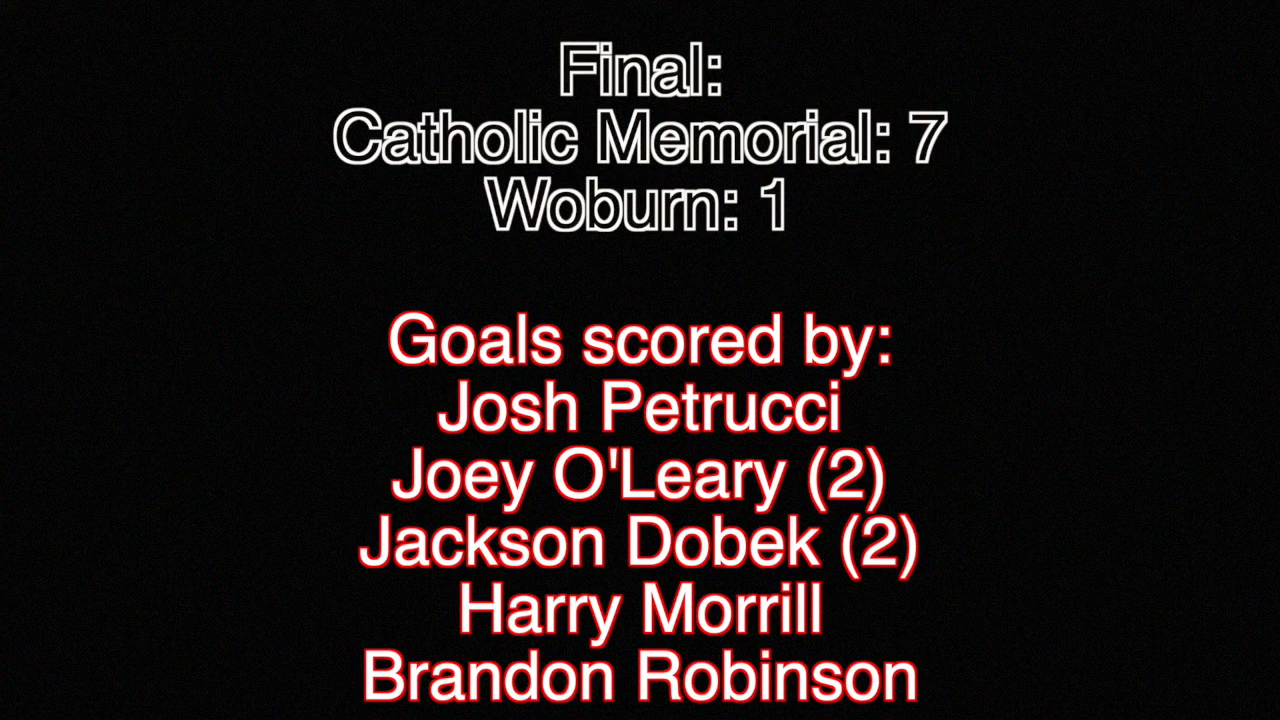 Final:
Catholic Memorial: 7
Woburn: 1
Goals scored by:
Josh Petrucci
Joey O'Leary (2)
Jackson Dobek (2)
Harry Morrill
Brandon Robinson